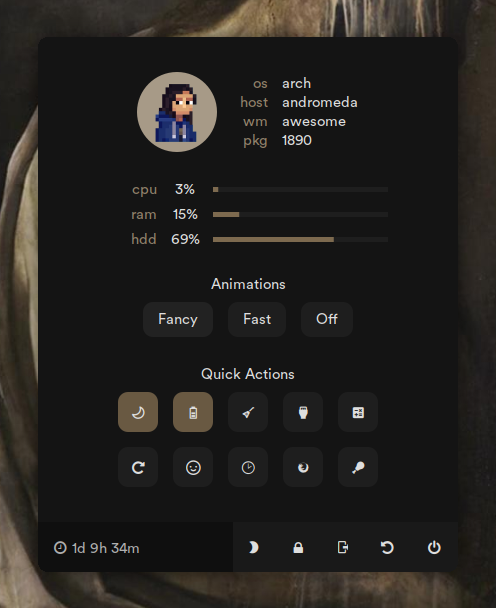 os arch
host andromeda
wm awesome
pkg 1890
cpu 3%
ram 15%
hdd 69%
Animations
Fancy Fast Off
Quick Actions
1d 9h 34m